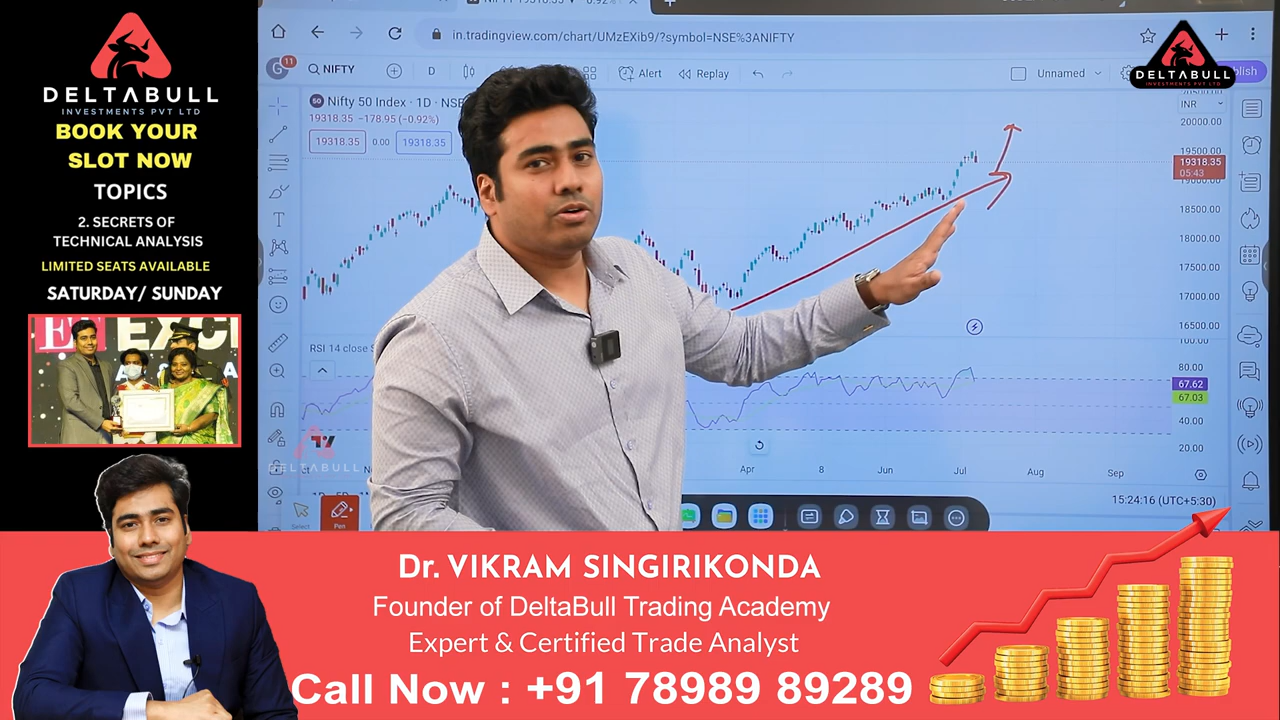 DELTABULL
INVESTMENTS PVT LTD
BOOK YOUR
SLOT NOW
TOPICS
2. SECRETS OF
TECHNICAL ANALYSIS
LIMITED SEATS AVAILABLE
SATURDAY/ SUNDAY
in.tradingview.com/chart/UMzEXib9/?symbol=NSE%3ANIFTY
G 11
NIFTY
D
Alert
Replay
Unnamed
blish
DELTABULL
INVESTMENTS PVT LTD
50 Nifty 50 Index · 1D · NSE
19318.35 −178.95 (−0.92%)
19318.35 0.00 19318.35
INR
20000.00
19500.00
19318.35
05:43
19000.00
18500.00
18000.00
17500.00
17000.00
16500.00
RSI 14 close S
100.00
80.00
67.62
67.03
40.00
20.00
DELTABULL
Apr 8 Jun Jul Aug Sep
15:24:16 (UTC+5:30)
Select
Pen
Dr. VIKRAM SINGIRIKONDA
Founder of DeltaBull Trading Academy
Expert & Certified Trade Analyst
Call Now : +91 78989 89289